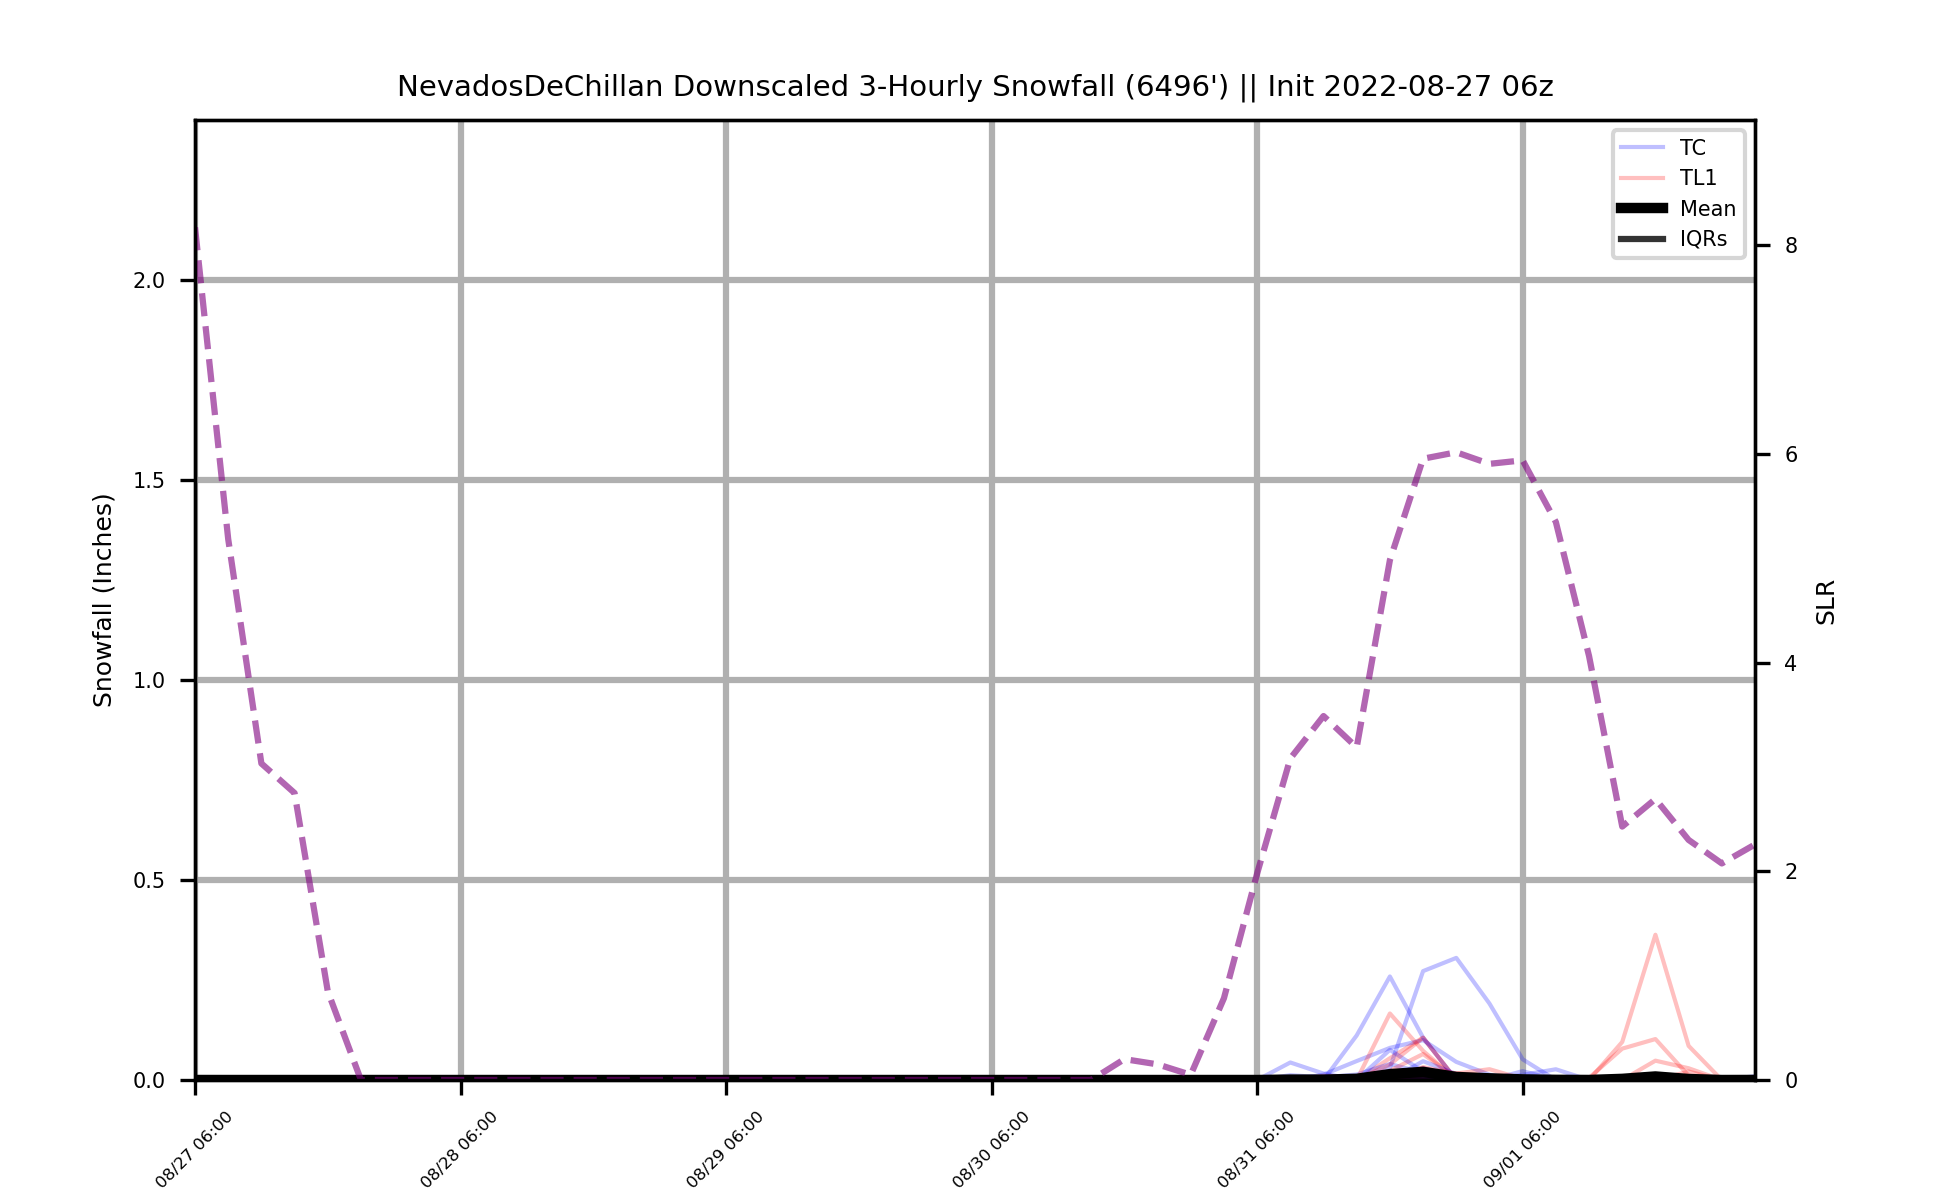 NevadosDeChillan Downscaled 3-Hourly Snowfall (6496') || Init 2022-08-27 06z
TC
TL1
Mean
IQRs
2.0
1.5
1.0
0.5
0.0
Snowfall (Inches)
8
6
4
2
0
SLR
08/27 06:00
08/28 06:00
08/29 06:00
08/30 06:00
08/31 06:00
09/01 06:00